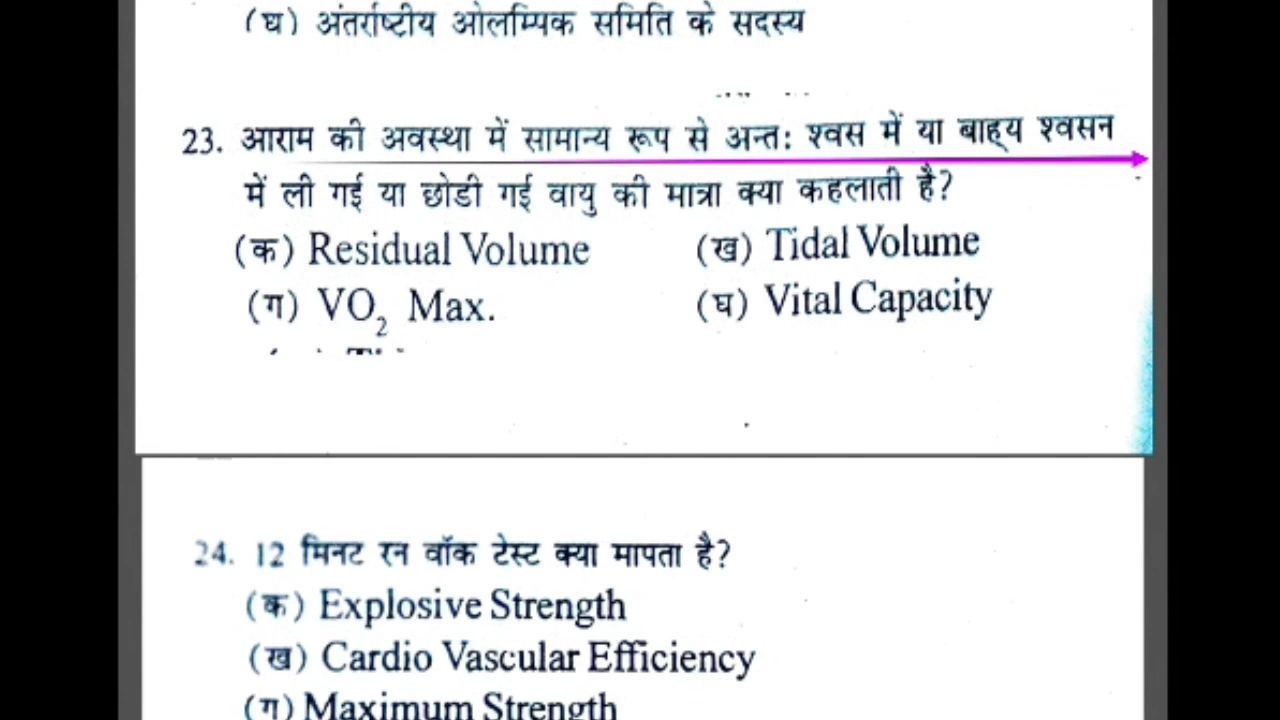 (घ) अंतर्राष्टीय ओलम्पिक समिति के सदस्य
23. आराम की अवस्था में सामान्य रूप से अन्त: श्वस में या बाह्य श्वसन
में ली गई या छोडी गई वायु की मात्रा क्या कहलाती है?
(क) Residual Volume (ख) Tidal Volume
(ग) VO₂ Max. (घ) Vital Capacity
24. 12 मिनट रन वॉक टेस्ट क्या मापता है?
(क) Explosive Strength
(ख) Cardio Vascular Efficiency
(ग) Maximum Strength